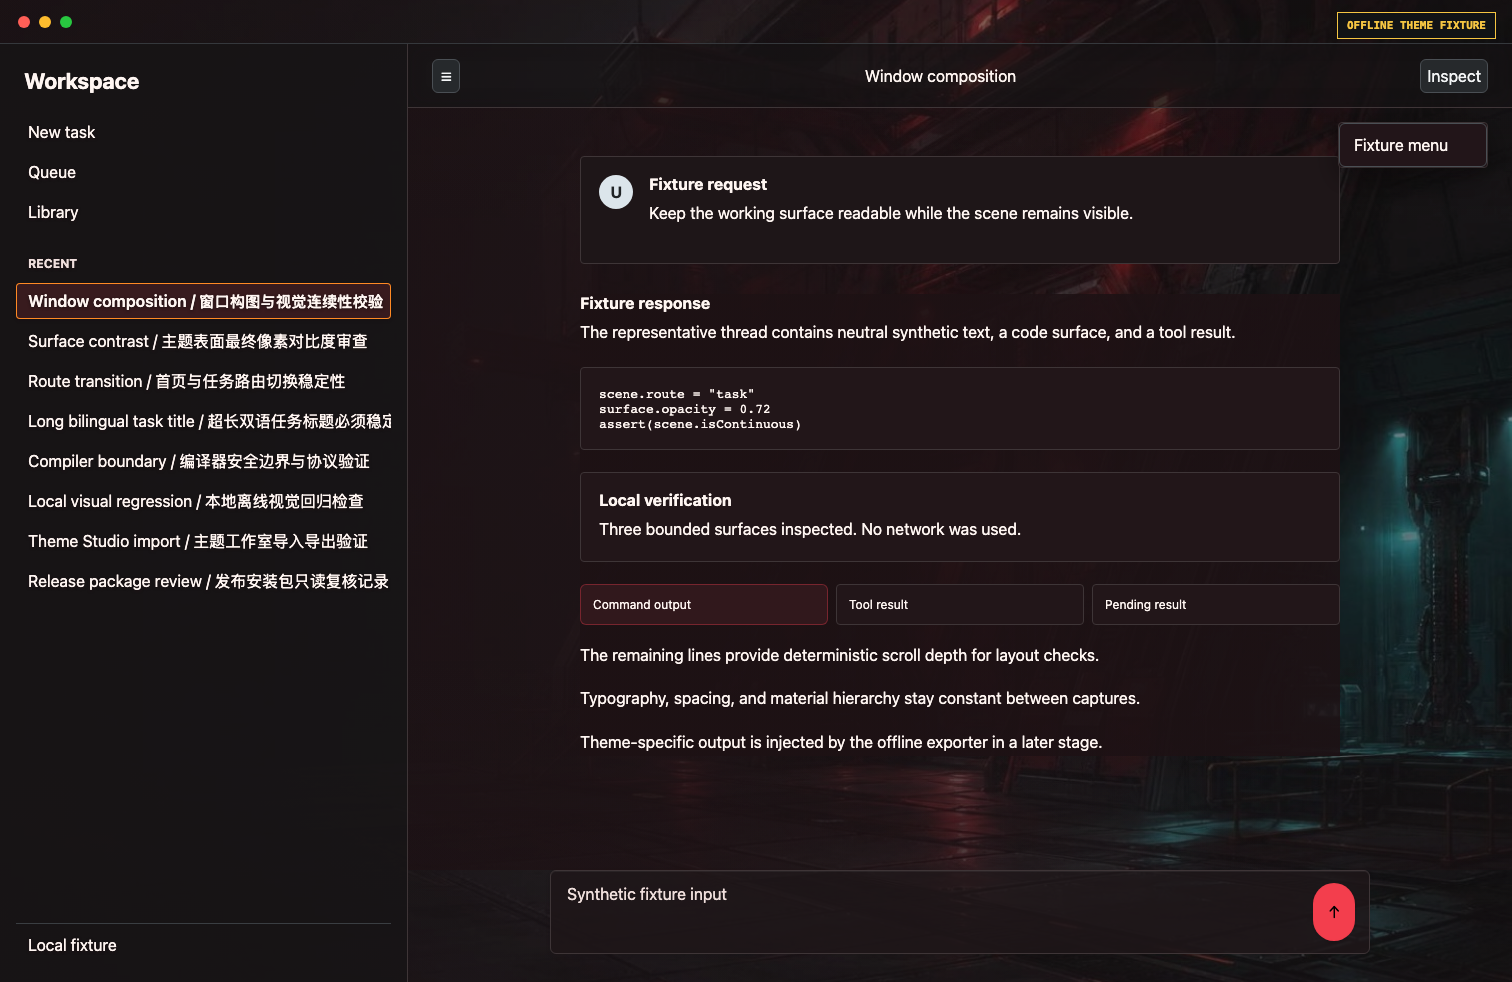 OFFLINE THEME FIXTURE
Workspace
New task
Queue
Library
RECENT
Window composition / 窗口构图与视觉连续性校验
Surface contrast / 主题表面最终像素对比度审查
Route transition / 首页与任务路由切换稳定性
Long bilingual task title / 超长双语任务标题必须稳定
Compiler boundary / 编译器安全边界与协议验证
Local visual regression / 本地离线视觉回归检查
Theme Studio import / 主题工作室导入导出验证
Release package review / 发布安装包只读复核记录
Local fixture
Window composition
Inspect
Fixture menu
U
Fixture request
Keep the working surface readable while the scene remains visible.
Fixture response
The representative thread contains neutral synthetic text, a code surface, and a tool result.
scene.route = "task"
surface.opacity = 0.72
assert(scene.isContinuous)
Local verification
Three bounded surfaces inspected. No network was used.
Command output
Tool result
Pending result
The remaining lines provide deterministic scroll depth for layout checks.
Typography, spacing, and material hierarchy stay constant between captures.
Theme-specific output is injected by the offline exporter in a later stage.
Synthetic fixture input